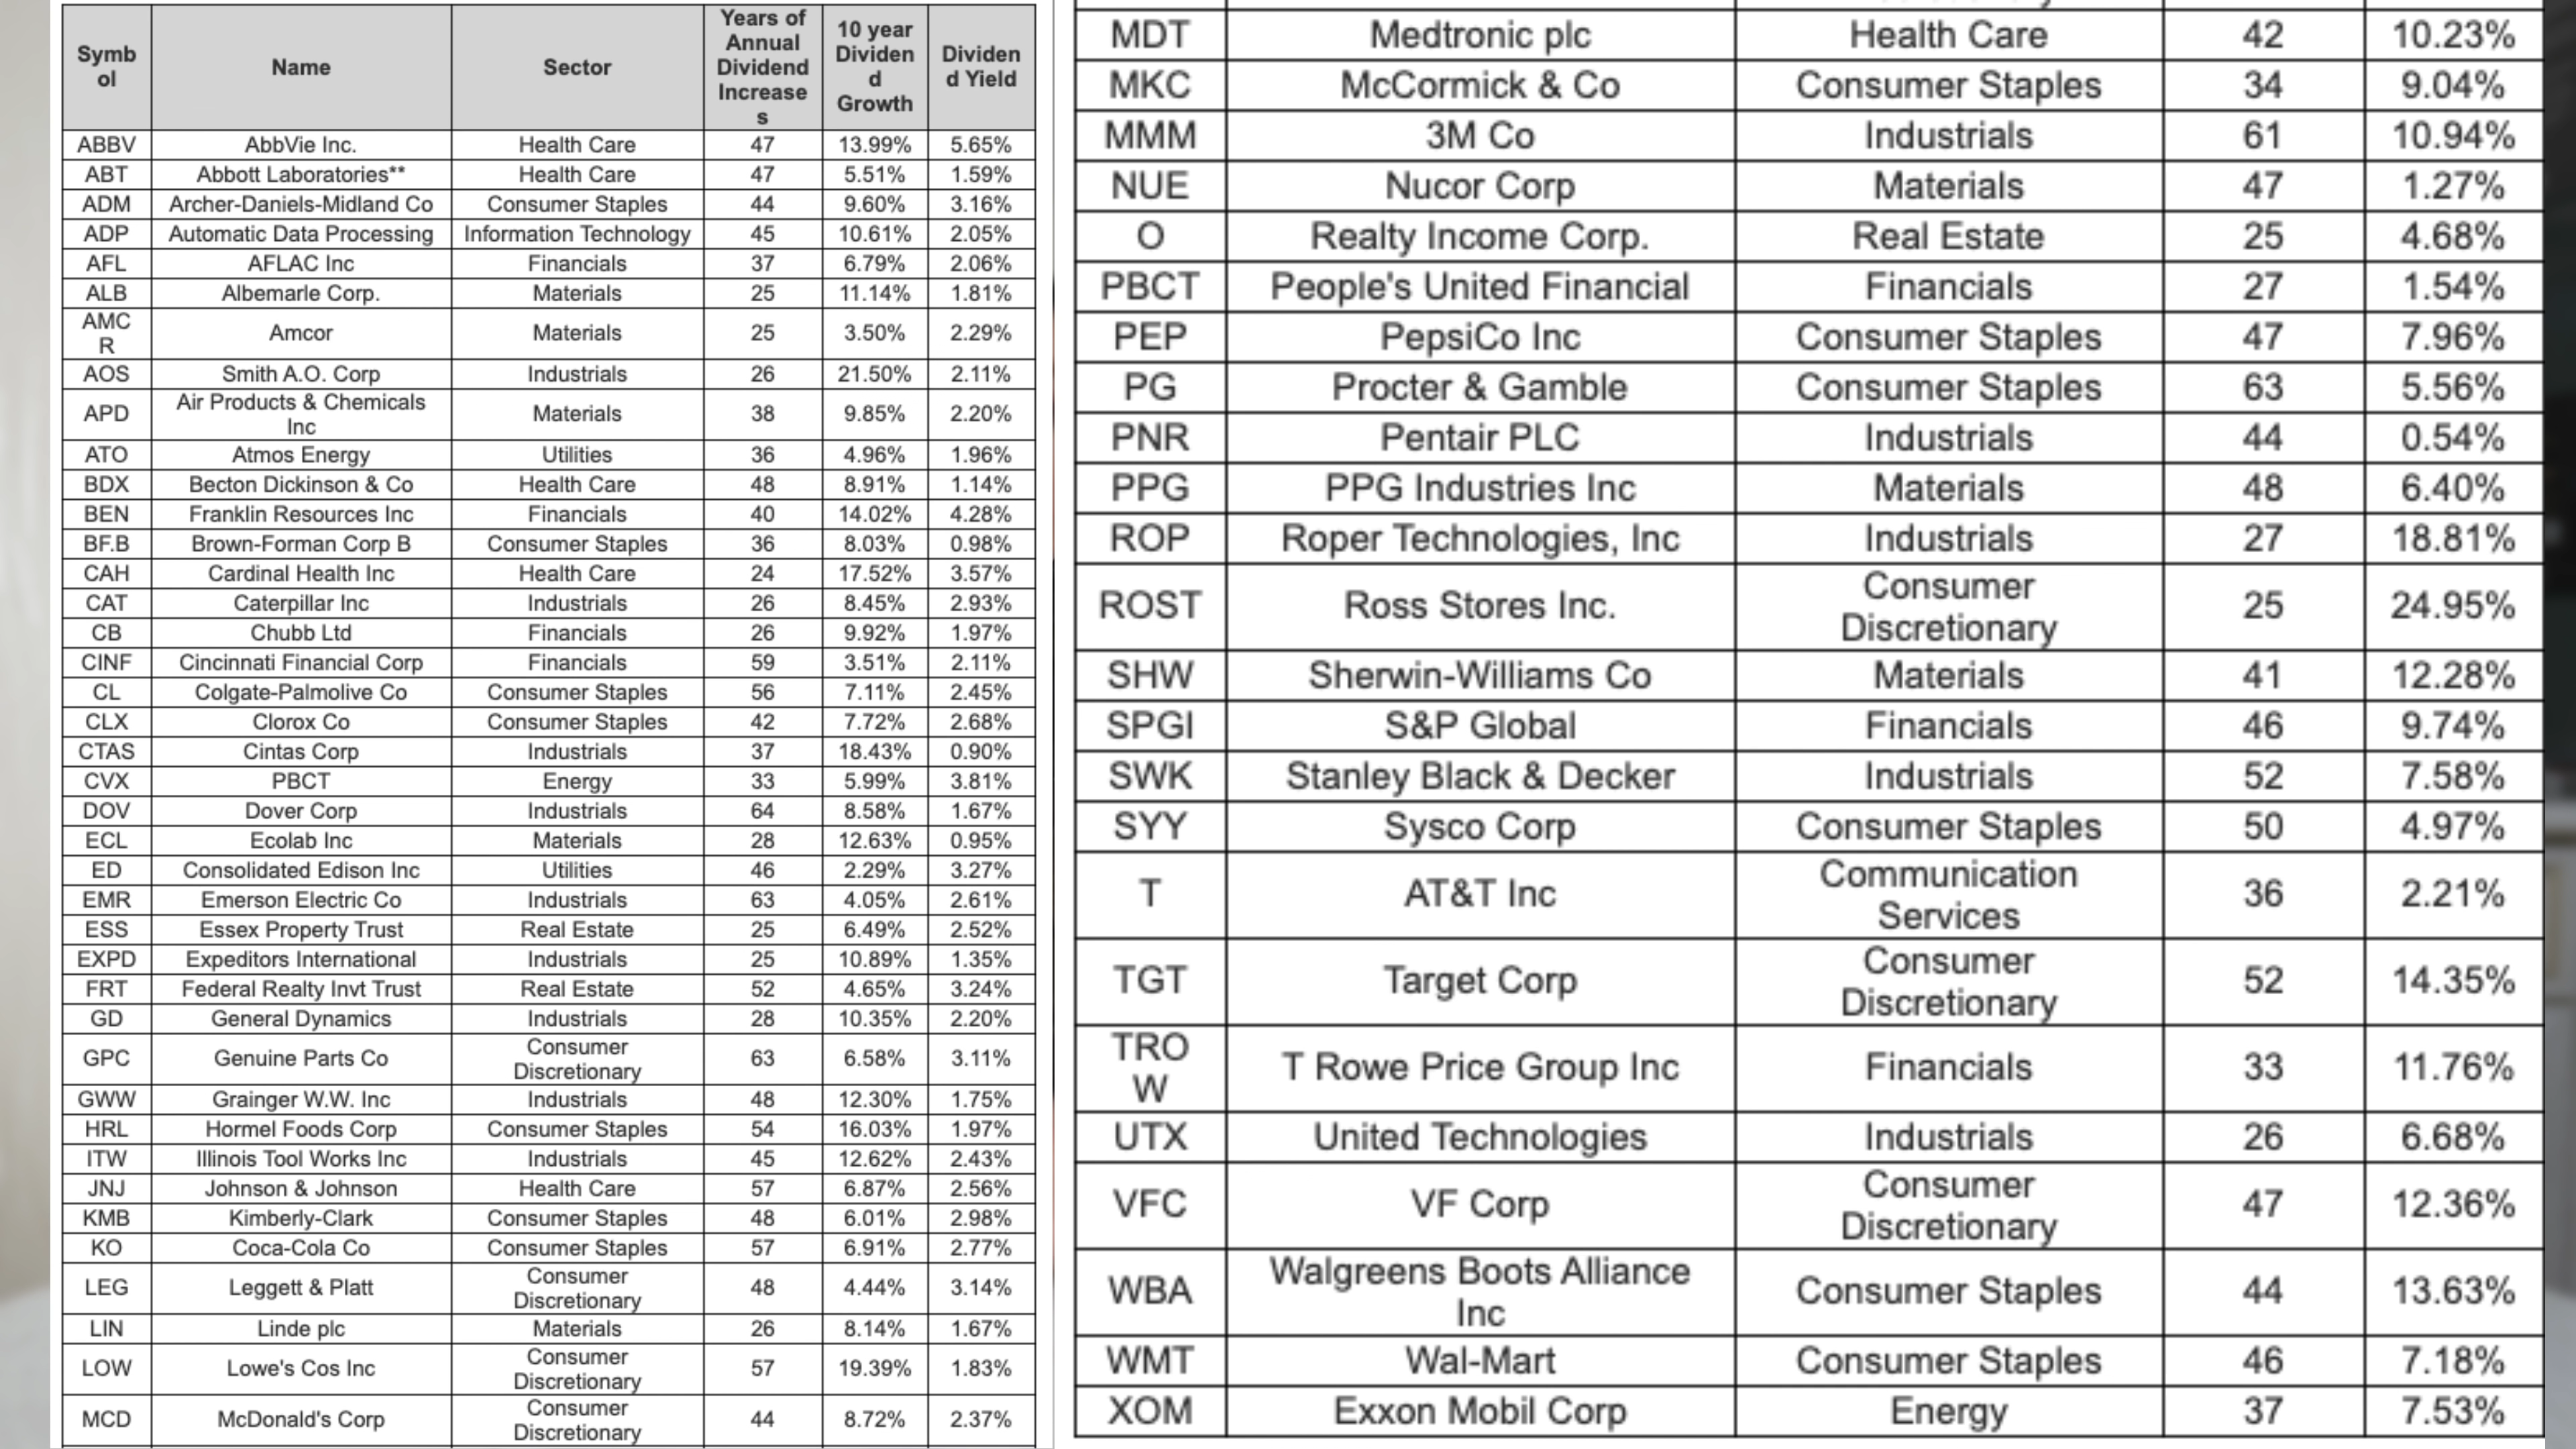 Symbol Name Sector Years of Annual Dividend Increases 10 year Dividend Growth Dividend Yield
ABBV AbbVie Inc. Health Care 47 13.99% 5.65%
ABT Abbott Laboratories** Health Care 47 5.51% 1.59%
ADM Archer-Daniels-Midland Co Consumer Staples 44 9.60% 3.16%
ADP Automatic Data Processing Information Technology 45 10.61% 2.05%
AFL AFLAC Inc Financials 37 6.79% 2.06%
ALB Albemarle Corp. Materials 25 11.14% 1.81%
AMCR Amcor Materials 25 3.50% 2.29%
AOS Smith A.O. Corp Industrials 26 21.50% 2.11%
APD Air Products & Chemicals Inc Materials 38 9.85% 2.20%
ATO Atmos Energy Utilities 36 4.96% 1.96%
BDX Becton Dickinson & Co Health Care 48 8.91% 1.14%
BEN Franklin Resources Inc Financials 40 14.02% 4.28%
BF.B Brown-Forman Corp B Consumer Staples 36 8.03% 0.98%
CAH Cardinal Health Inc Health Care 24 17.52% 3.57%
CAT Caterpillar Inc Industrials 26 8.45% 2.93%
CB Chubb Ltd Financials 26 9.92% 1.97%
CINF Cincinnati Financial Corp Financials 59 3.51% 2.11%
CL Colgate-Palmolive Co Consumer Staples 56 7.11% 2.45%
CLX Clorox Co Consumer Staples 42 7.72% 2.68%
CTAS Cintas Corp Industrials 37 18.43% 0.90%
CVX PBCT Energy 33 5.99% 3.81%
DOV Dover Corp Industrials 64 8.58% 1.67%
ECL Ecolab Inc Materials 28 12.63% 0.95%
ED Consolidated Edison Inc Utilities 46 2.29% 3.27%
EMR Emerson Electric Co Industrials 63 4.05% 2.61%
ESS Essex Property Trust Real Estate 25 6.49% 2.52%
EXPD Expeditors International Industrials 25 10.89% 1.35%
FRT Federal Realty Invt Trust Real Estate 52 4.65% 3.24%
GD General Dynamics Industrials 28 10.35% 2.20%
GPC Genuine Parts Co Consumer Discretionary 63 6.58% 3.11%
GWW Grainger W.W. Inc Industrials 48 12.30% 1.75%
HRL Hormel Foods Corp Consumer Staples 54 16.03% 1.97%
ITW Illinois Tool Works Inc Industrials 45 12.62% 2.43%
JNJ Johnson & Johnson Health Care 57 6.87% 2.56%
KMB Kimberly-Clark Consumer Staples 48 6.01% 2.98%
KO Coca-Cola Co Consumer Staples 57 6.91% 2.77%
LEG Leggett & Platt Consumer Discretionary 48 4.44% 3.14%
LIN Linde plc Materials 26 8.14% 1.67%
LOW Lowe's Cos Inc Consumer Discretionary 57 19.39% 1.83%
MCD McDonald's Corp Consumer Discretionary 44 8.72% 2.37%
MDT Medtronic plc Health Care 42 10.23%
MKC McCormick & Co Consumer Staples 34 9.04%
MMM 3M Co Industrials 61 10.94%
NUE Nucor Corp Materials 47 1.27%
O Realty Income Corp. Real Estate 25 4.68%
PBCT People's United Financial Financials 27 1.54%
PEP PepsiCo Inc Consumer Staples 47 7.96%
PG Procter & Gamble Consumer Staples 63 5.56%
PNR Pentair PLC Industrials 44 0.54%
PPG PPG Industries Inc Materials 48 6.40%
ROP Roper Technologies, Inc Industrials 27 18.81%
ROST Ross Stores Inc. Consumer Discretionary 25 24.95%
SHW Sherwin-Williams Co Materials 41 12.28%
SPGI S&P Global Financials 46 9.74%
SWK Stanley Black & Decker Industrials 52 7.58%
SYY Sysco Corp Consumer Staples 50 4.97%
T AT&T Inc Communication Services 36 2.21%
TGT Target Corp Consumer Discretionary 52 14.35%
TROW T Rowe Price Group Inc Financials 33 11.76%
UTX United Technologies Industrials 26 6.68%
VFC VF Corp Consumer Discretionary 47 12.36%
WBA Walgreens Boots Alliance Inc Consumer Staples 44 13.63%
WMT Wal-Mart Consumer Staples 46 7.18%
XOM Exxon Mobil Corp Energy 37 7.53%